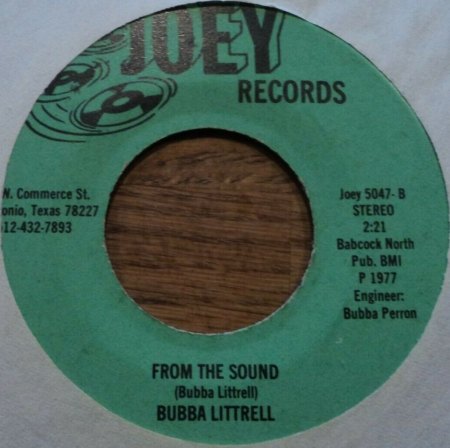 JOEY
RECORDS
N. Commerce St.
onio, Texas 78227
12-432-7893
Joey 5047-B
STEREO
2:21
Babcock North
Pub. BMI
P 1977
Engineer:
Bubba Perron
FROM THE SOUND
(Bubba Littrell)
BUBBA LITTRELL